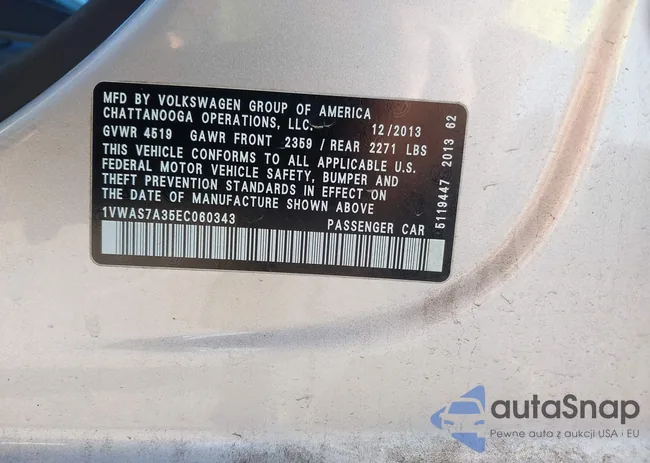 MFD BY VOLKSWAGEN GROUP OF AMERICA
CHATTANOOGA OPERATIONS, LLC. 12/2013
GVWR 4519 GAWR FRONT 2359 / REAR 2271 LBS
THIS VEHICLE CONFORMS TO ALL APPLICABLE U.S.
FEDERAL MOTOR VEHICLE SAFETY, BUMPER AND
THEFT PREVENTION STANDARDS IN EFFECT ON
THE DATE OF MANUFACTURE SHOWN ABOVE
1VWAS7A35EC060343 PASSENGER CAR
5119447 2013 62
autaSnap
Pewne auta z aukcji USA i EU